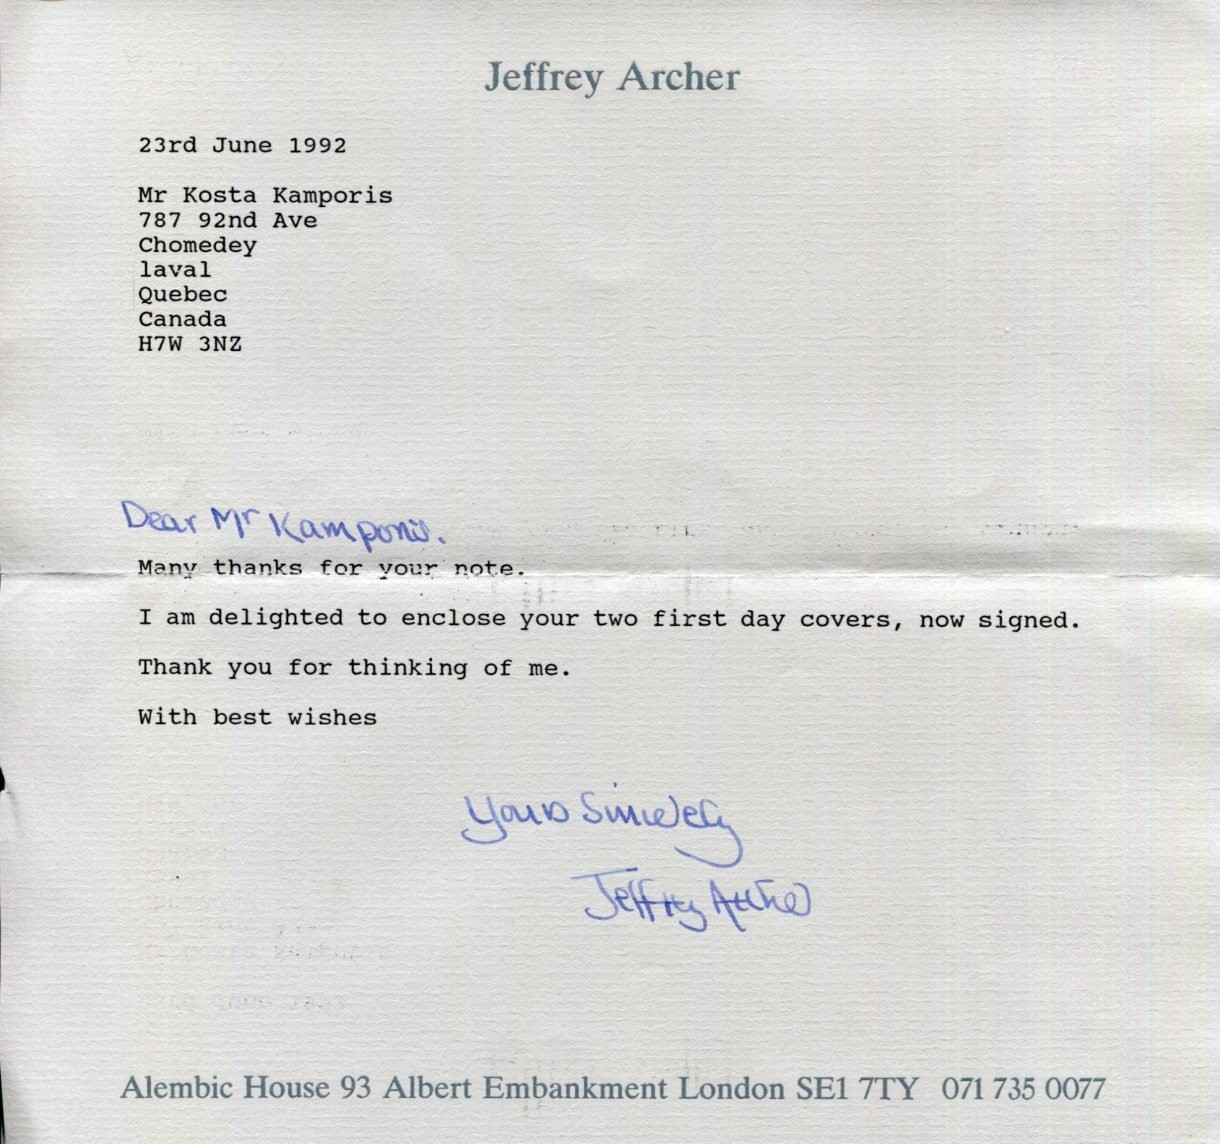 Jeffrey Archer
23rd June 1992
Mr Kosta Kamporis
787 92nd Ave
Chomedey
laval
Quebec
Canada
H7W 3NZ
Dear Mr Kamporis.
Many thanks for your note.
I am delighted to enclose your two first day covers, now signed.
Thank you for thinking of me.
With best wishes
Yours Sincerely
Jeffrey Archer
Alembic House 93 Albert Embankment London SE1 7TY 071 735 0077